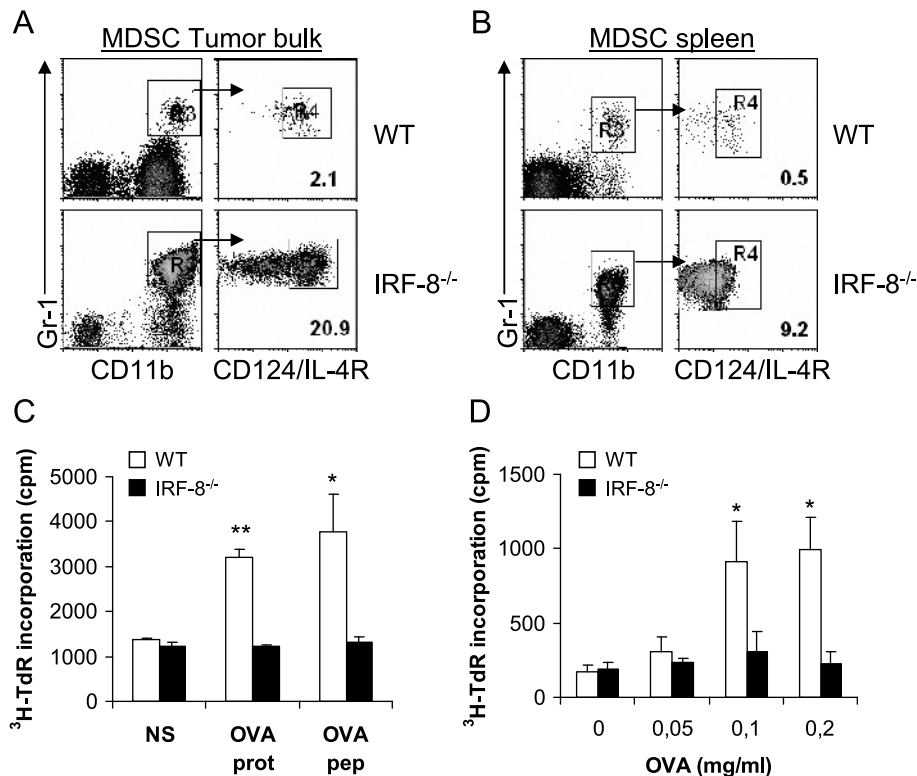 A
MDSC Tumor bulk
R3
R4
2.1
WT
20.9
IRF-8-/-
Gr-1
CD11b
CD124/IL-4R
B
MDSC spleen
R3
R4
0.5
WT
R4
9.2
IRF-8-/-
Gr-1
CD11b
CD124/IL-4R
C
WT
IRF-8-/-
³H-TdR incorporation (cpm)
5000
4000
3000
2000
1000
0
**
*
NS
OVA prot
OVA pep
D
WT
IRF-8-/-
³H-TdR incorporation (cpm)
1500
1000
500
0
*
*
0
0,05
0,1
0,2
OVA (mg/ml)